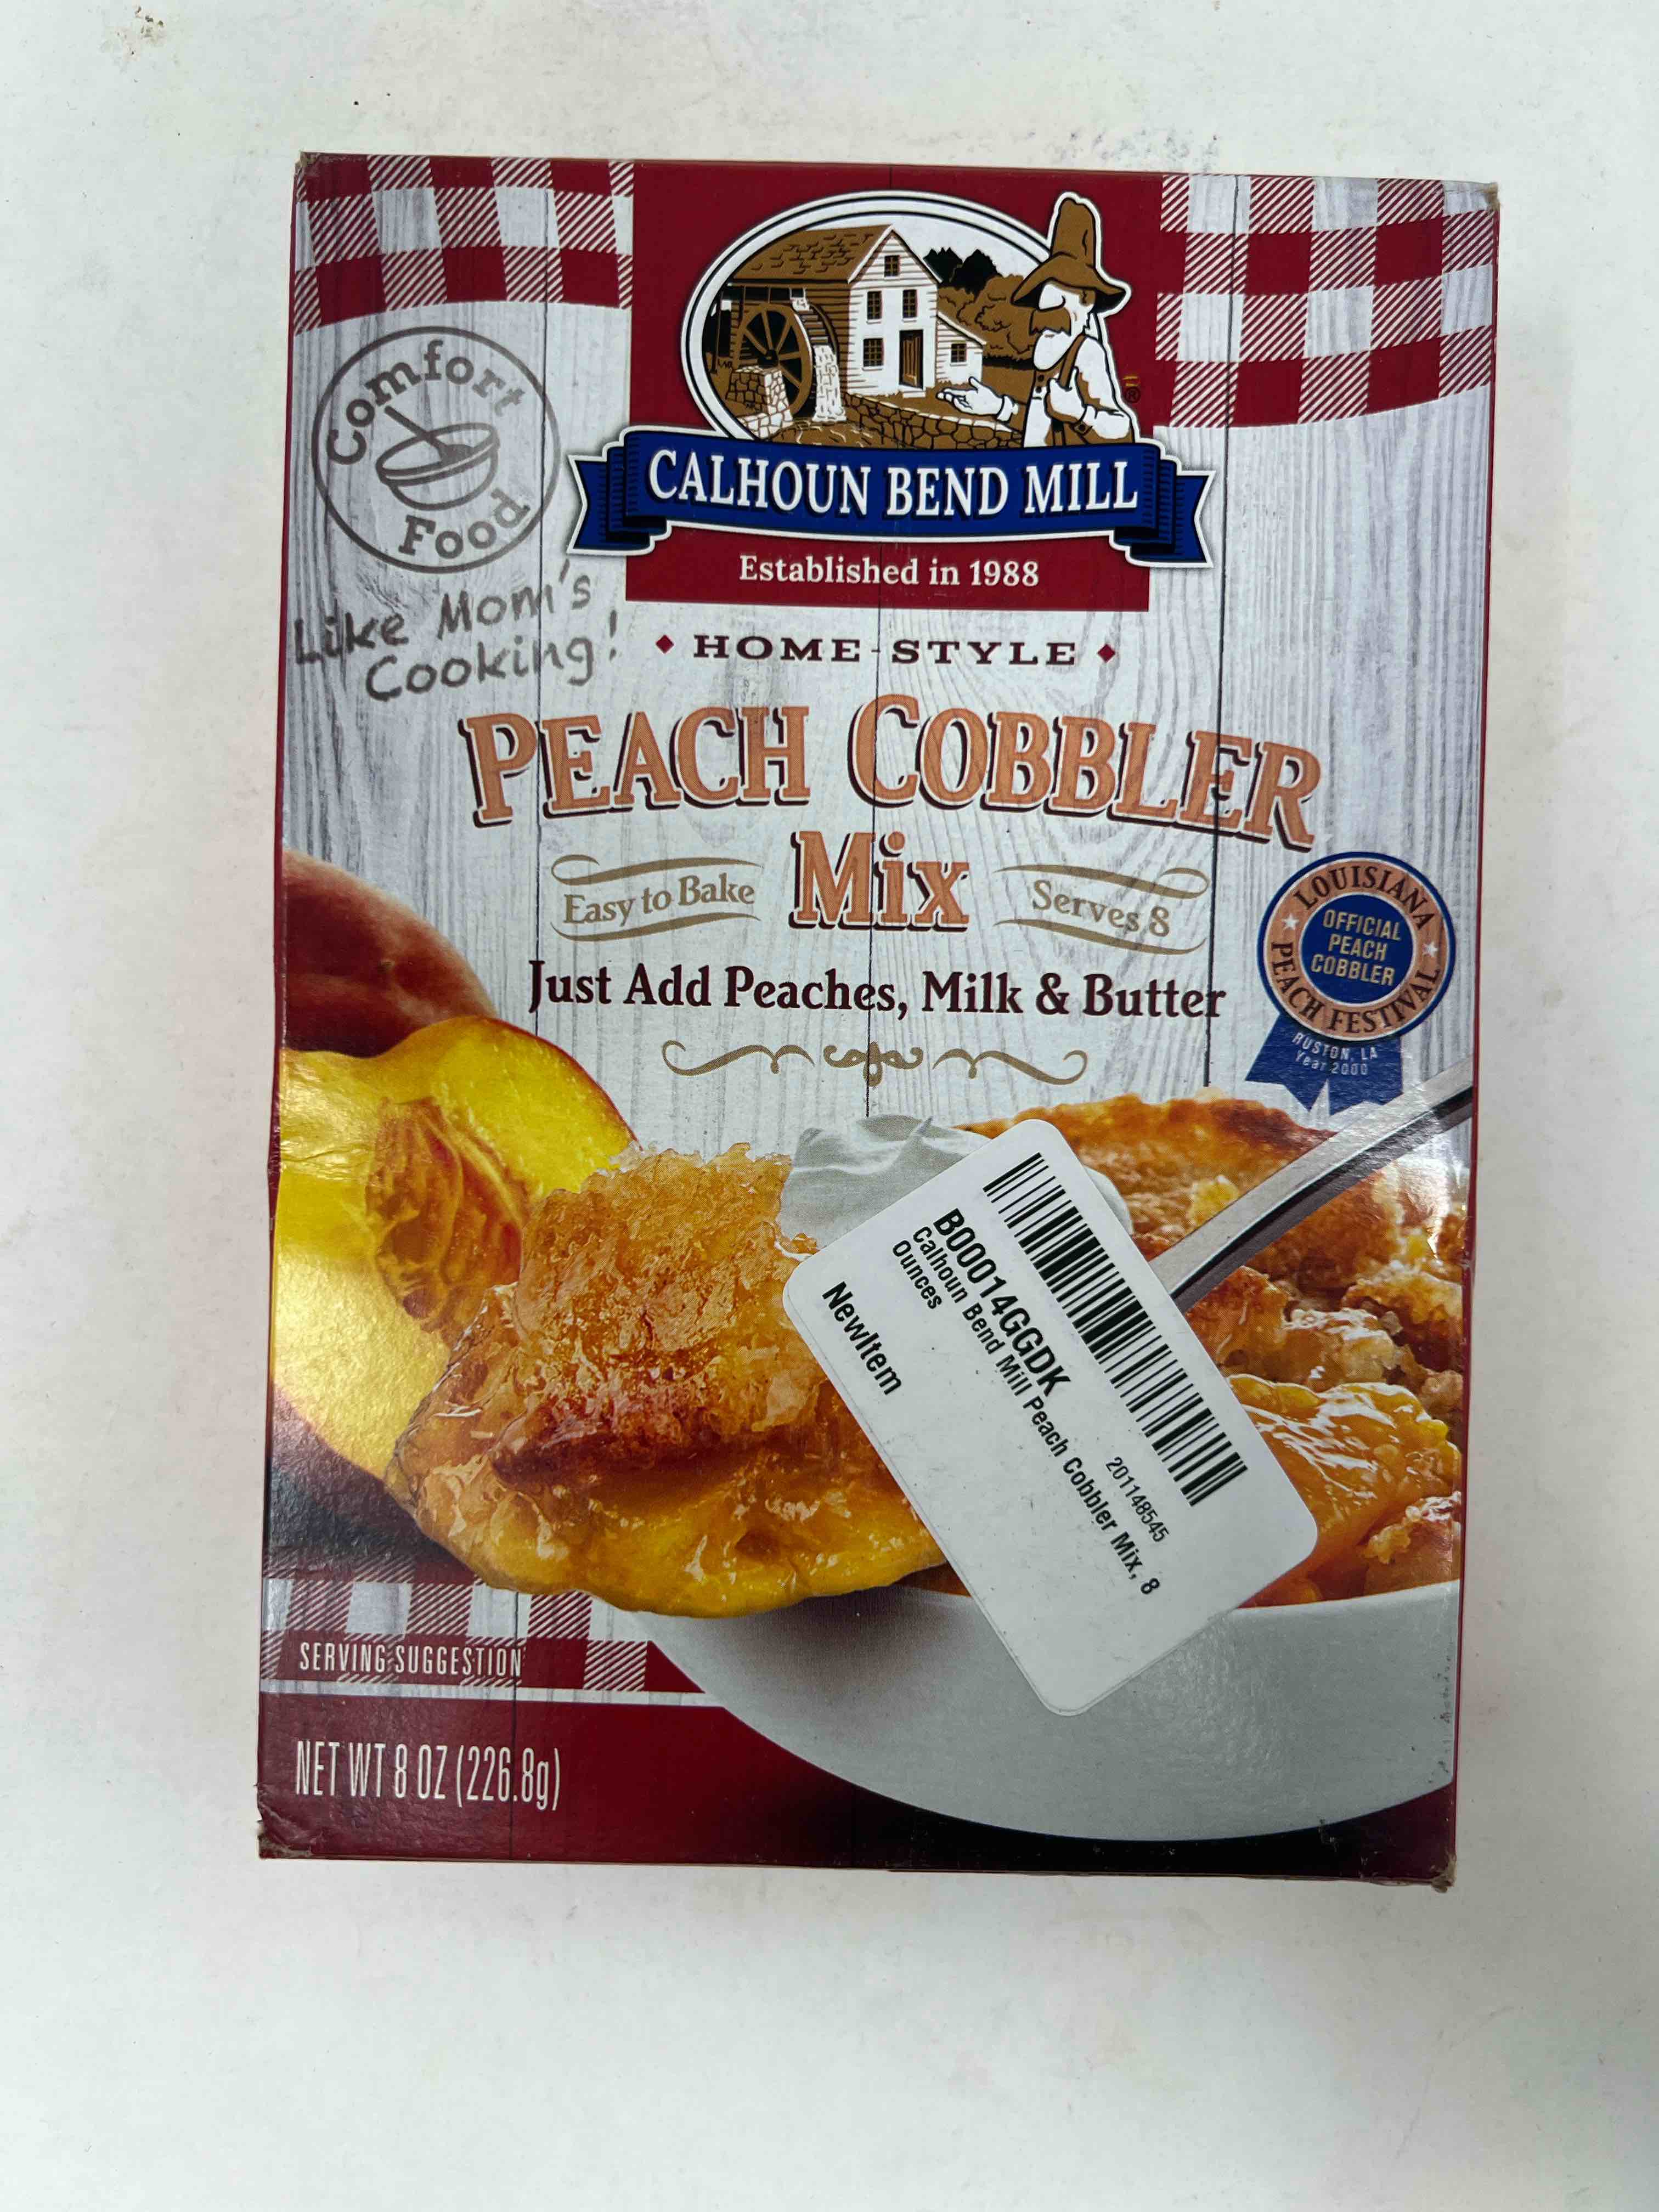 CALHOUN BEND MILL
®
Established in 1988
Comfort
Food
Like Mom's
Cooking!
HOME-STYLE
PEACH COBBLER
Mix
Easy to Bake
Serves 8
Just Add Peaches, Milk & Butter
LOUISIANA
OFFICIAL
PEACH
COBBLER
PEACH FESTIVAL
RUSTON, LA
Year 2000
B00014GGDK
201148545
Calhoun Bend Mill Peach Cobbler Mix, 8
Ounces
NewItem
SERVING SUGGESTION
NET WT 8 OZ (226.8g)